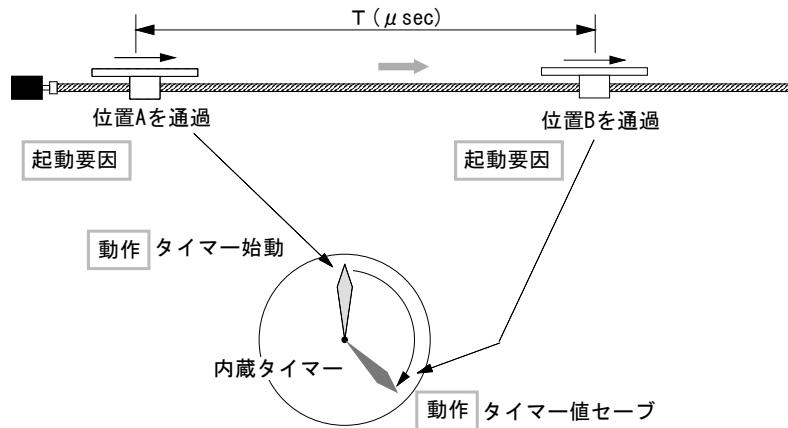 T(μsec)
位置Aを通過
位置Bを通過
起動要因
起動要因
動作 タイマー始動
内蔵タイマー
動作 タイマー値セーブ